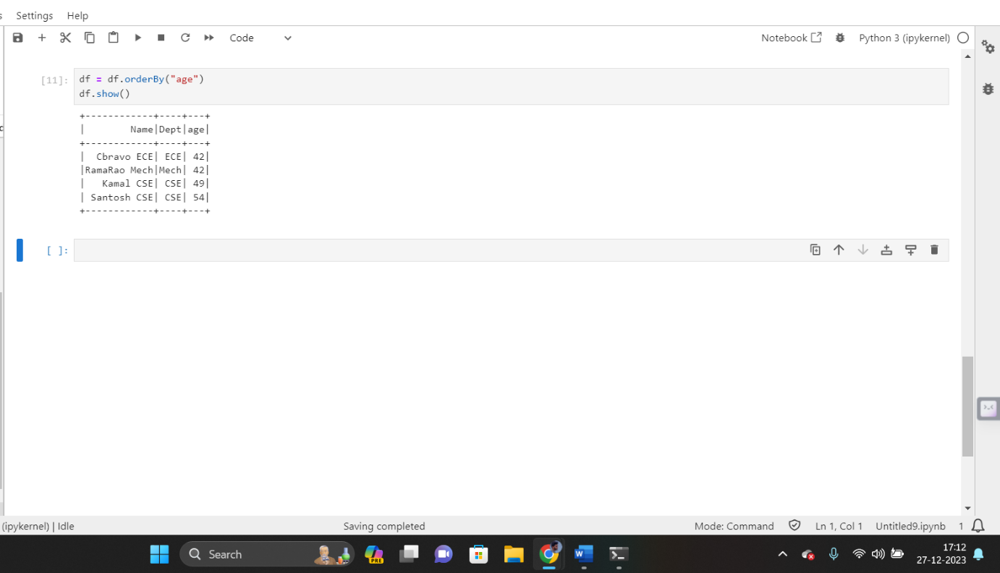 Settings Help
Code
Notebook
Python 3 (ipykernel)
[11]:
df = df.orderBy("age")
df.show()
+------------+----+---+
|        Name|Dept|age|
+------------+----+---+
|  Cbravo ECE| ECE| 42|
|RamaRao Mech|Mech| 42|
|   Kamal CSE| CSE| 49|
| Santosh CSE| CSE| 54|
+------------+----+---+
[ ]:
(ipykernel) | Idle
Saving completed
Mode: Command
Ln 1, Col 1
Untitled9.ipynb
1
Search
PRE
W
17:12
27-12-2023